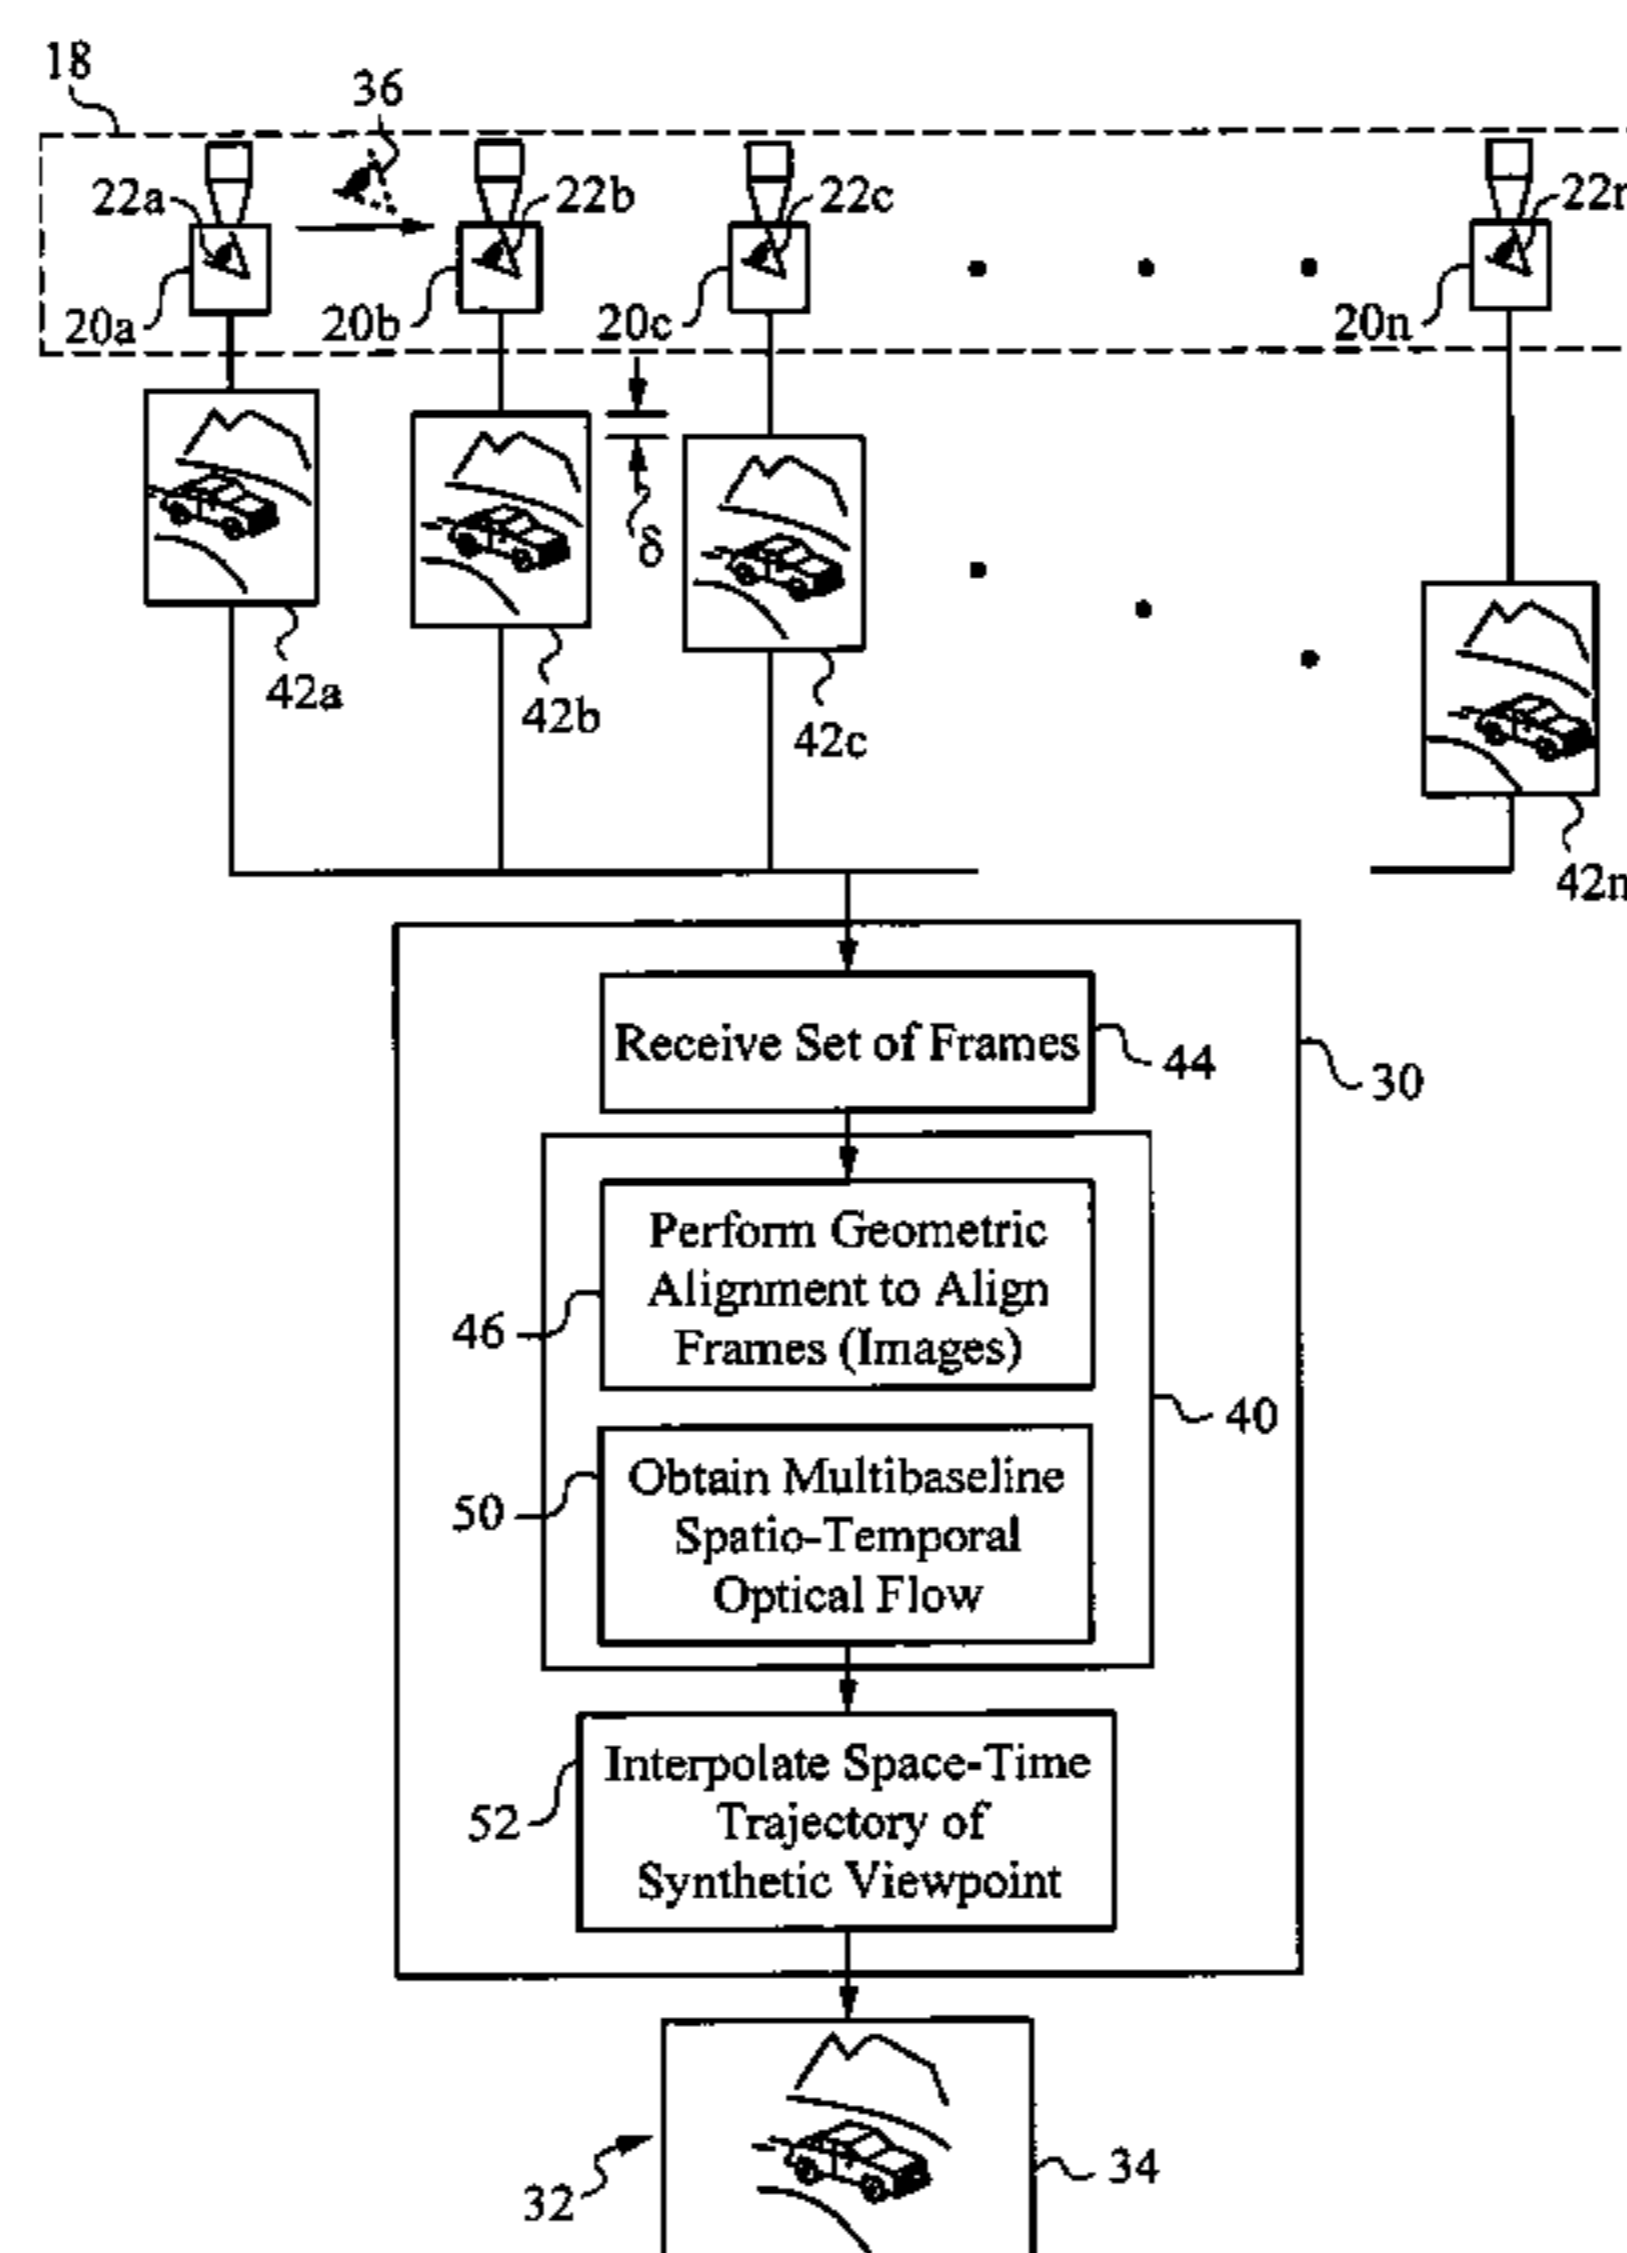 18
36
22a
22b
22c
22n
20a
20b
20c
20n
δ
42a
42b
42c
42n
Receive Set of Frames
44
30
Perform Geometric
Alignment to Align
Frames (Images)
46
40
Obtain Multibaseline
Spatio-Temporal
Optical Flow
50
Interpolate Space-Time
Trajectory of
Synthetic Viewpoint
52
32
34